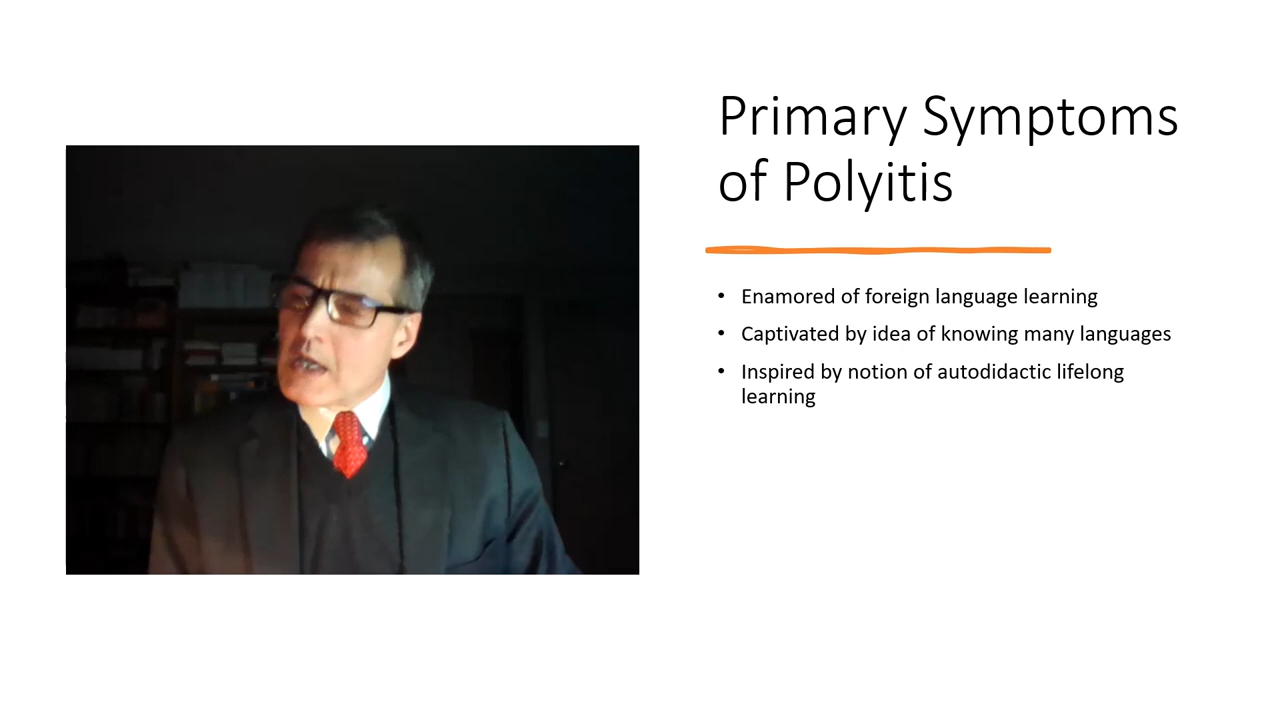 Primary Symptoms
of Polyitis
• Enamored of foreign language learning
• Captivated by idea of knowing many languages
• Inspired by notion of autodidactic lifelong
learning